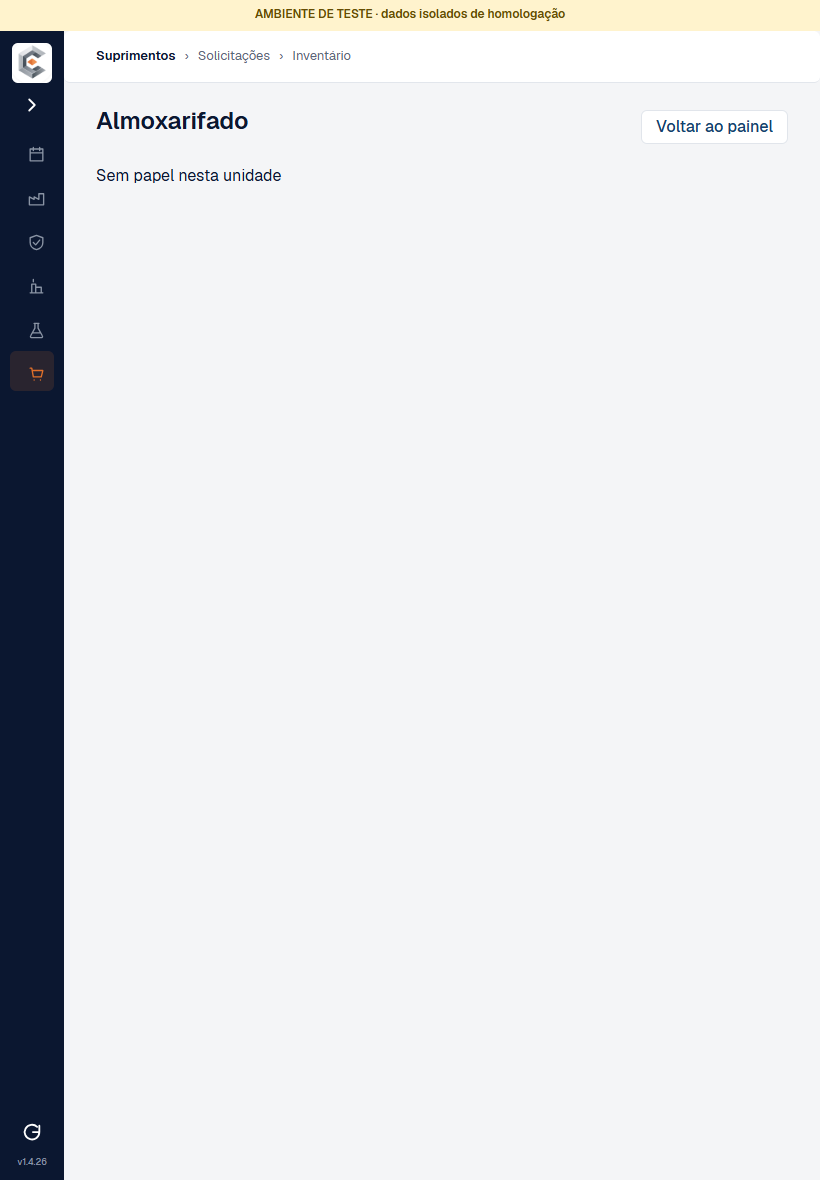 AMBIENTE DE TESTE · dados isolados de homologação
Suprimentos › Solicitações › Inventário
Almoxarifado
Voltar ao painel
Sem papel nesta unidade
v1.4.26